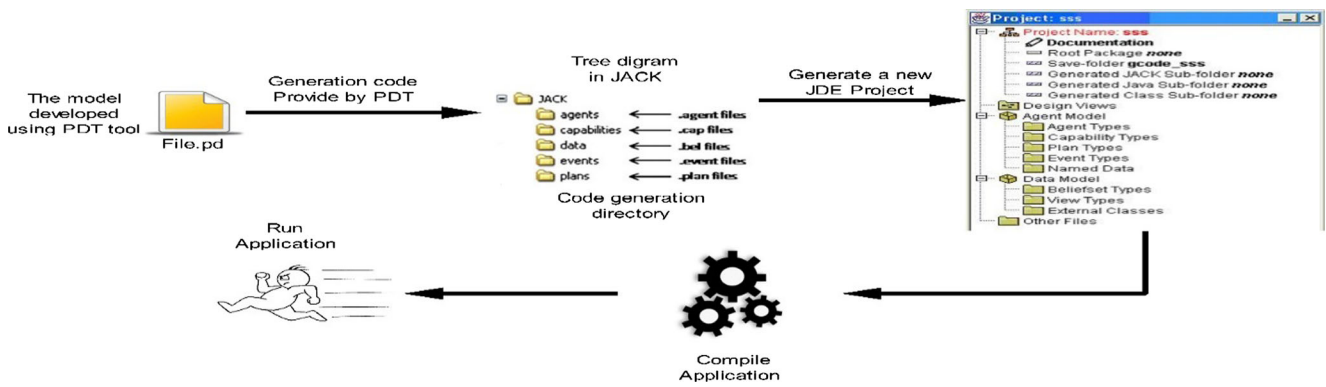 The model
developed
using PDT tool
File.pd
Generation code
Provide by PDT
Tree digram
in JACK
JACK
agents
.agent files
capabilities
.cap files
data
.bel files
events
.event files
plans
.plan files
Code generation
directory
Generate a new
JDE Project
Project: sss
Project Name: sss
Documentation
Root Package none
Save-folder gcode_sss
Generated JACK Sub-folder none
Generated Java Sub-folder none
Generated Class Sub-folder none
Design Views
Agent Model
Agent Types
Capability Types
Plan Types
Event Types
Named Data
Data Model
Beliefset Types
View Types
External Classes
Other Files
Run
Application
Compile
Application